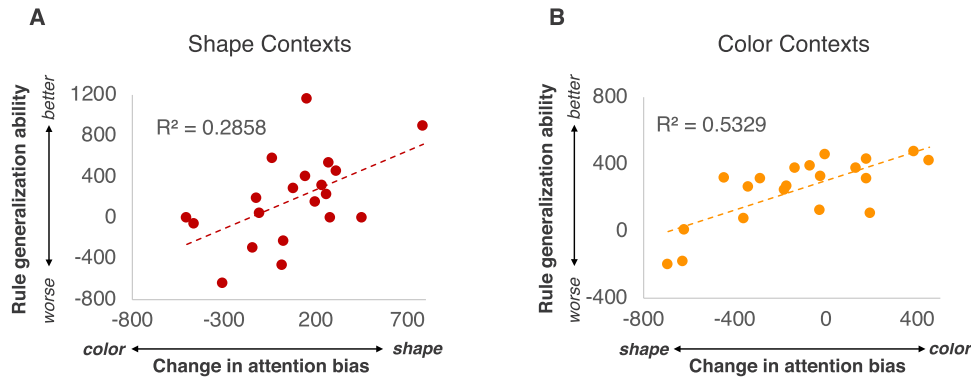 A
Shape Contexts
Rule generalization ability
worse
better
1200
800
400
0
-400
-800
R² = 0.2858
-800
-300
200
700
color
shape
Change in attention bias
B
Color Contexts
Rule generalization ability
worse
better
800
400
0
-400
R² = 0.5329
-800
-400
0
400
shape
color
Change in attention bias